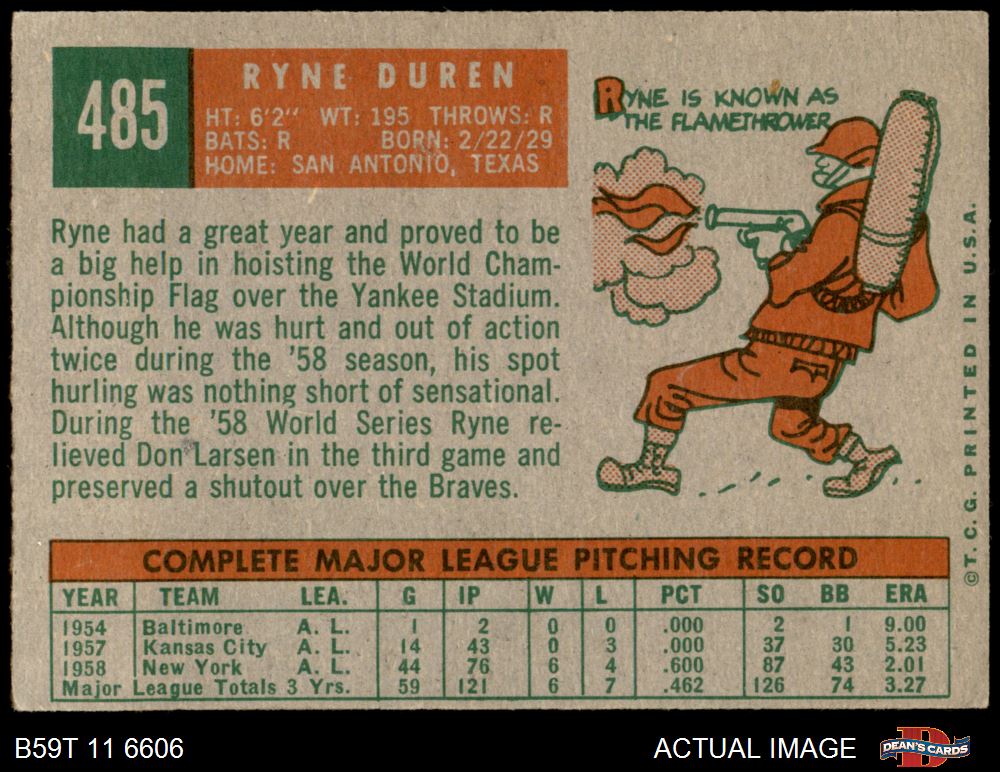 485
RYNE DUREN
HT: 6'2" WT: 195 THROWS: R
BATS: R BORN: 2/22/29
HOME: SAN ANTONIO, TEXAS
RYNE IS KNOWN AS
THE FLAMETHROWER
Ryne had a great year and proved to be
a big help in hoisting the World Cham-
pionship Flag over the Yankee Stadium.
Although he was hurt and out of action
twice during the '58 season, his spot
hurling was nothing short of sensational.
During the '58 World Series Ryne re-
lieved Don Larsen in the third game and
preserved a shutout over the Braves.
© T. C. G. PRINTED IN U.S.A.
COMPLETE MAJOR LEAGUE PITCHING RECORD
YEAR TEAM LEA. G IP W L PCT SO BB ERA
1954 Baltimore A. L. 1 2 0 0 .000 2 1 9.00
1957 Kansas City A. L. 14 43 0 3 .000 37 30 5.23
1958 New York A. L. 44 76 6 4 .600 87 43 2.01
Major League Totals 3 Yrs. 59 121 6 7 .462 126 74 3.27
B59T 11 6606
ACTUAL IMAGE
DEAN'S CARDS